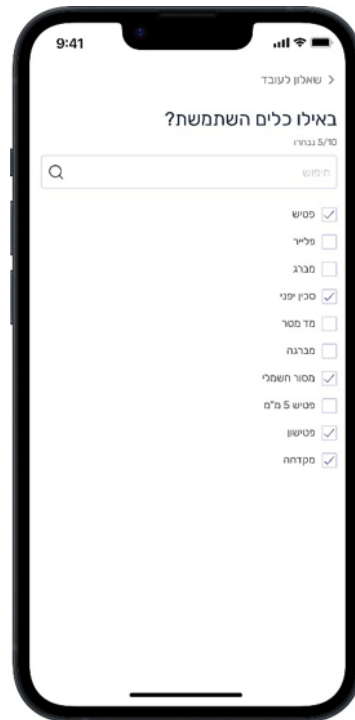 9:41
שאלון לעובד
באילו כלים השתמשת?
5/10 נבחרו
חיפוש
פטיש
פלייר
מברג
סכין יפני
מד מטר
מברגה
מסור חשמלי
פטיש 5 מ"מ
פטישון
מקדחה